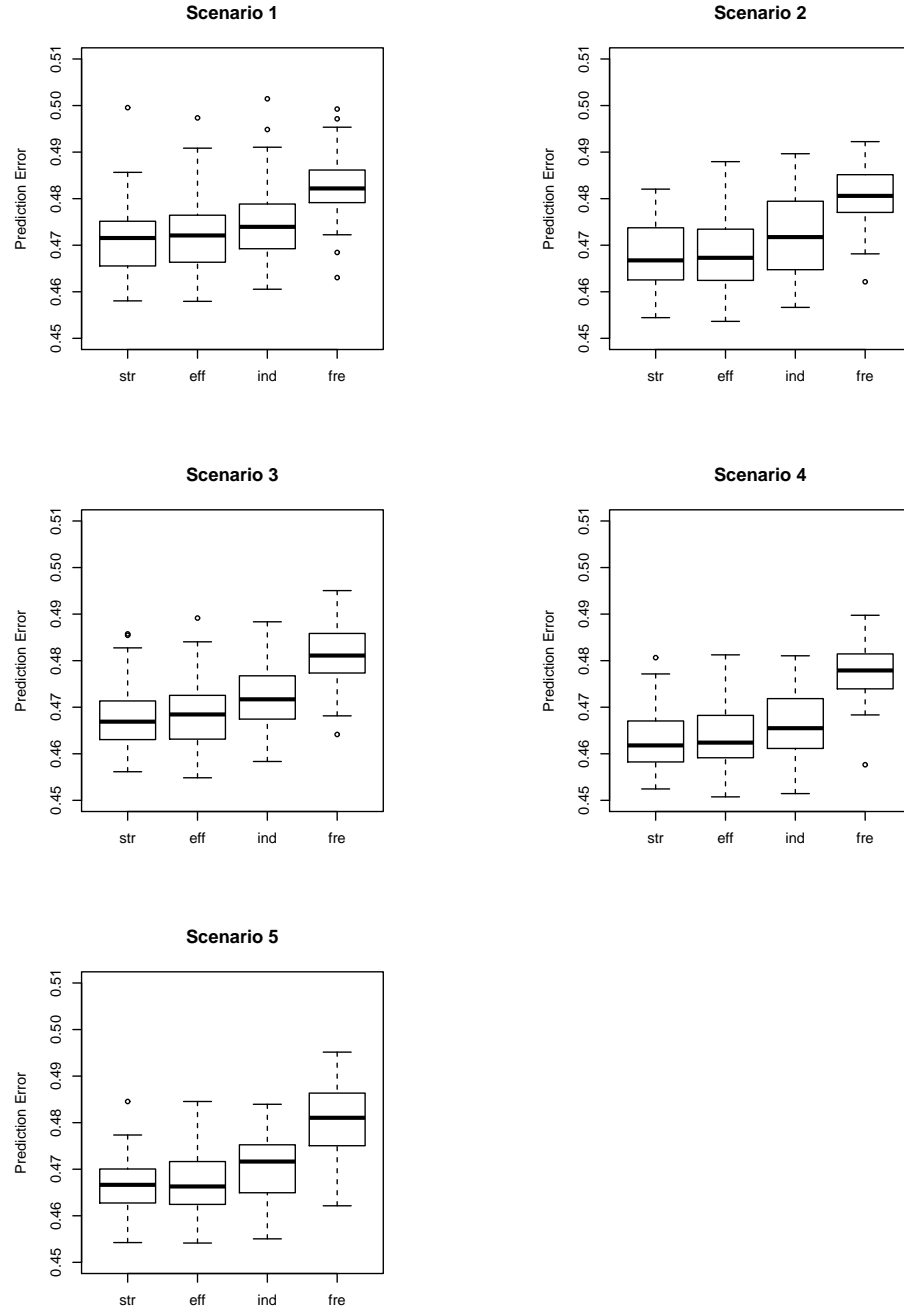 Scenario 1
Prediction Error
0.51
0.50
0.49
0.48
0.47
0.46
0.45
str eff ind fre
Scenario 2
Prediction Error
0.51
0.50
0.49
0.48
0.47
0.46
0.45
str eff ind fre
Scenario 3
Prediction Error
0.51
0.50
0.49
0.48
0.47
0.46
0.45
str eff ind fre
Scenario 4
Prediction Error
0.51
0.50
0.49
0.48
0.47
0.46
0.45
str eff ind fre
Scenario 5
Prediction Error
0.51
0.50
0.49
0.48
0.47
0.46
0.45
str eff ind fre